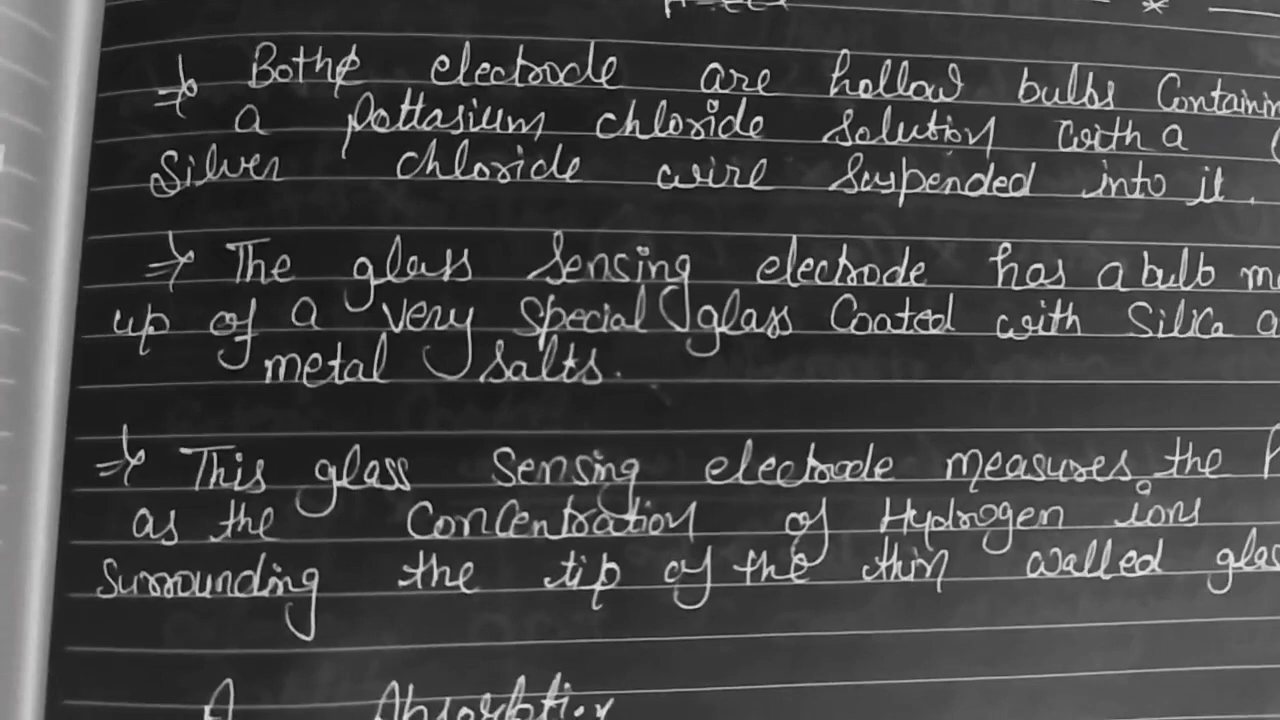 ⇒ Both electrode are hollow bulbs Containin
a pottasium chloride Solution with a
Silver chloride wire Suspended into it.
⇒ The glass Sensing electrode has a bulb m
up of a very special glass Coated with Silica a
metal salts.
⇒ This glass Sensing electrode measures the P
as the Concentration of Hydrogen ions
Surrounding the tip of the thin walled glas
Absorbtion